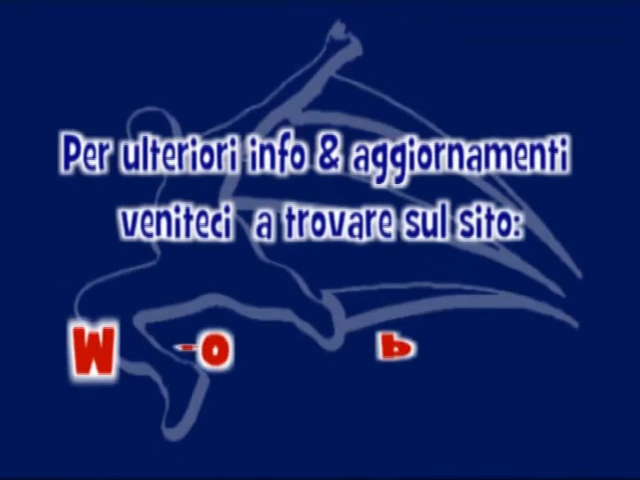 Per ulteriori info & aggiornamenti
veniteci a trovare sul sito:
W o b